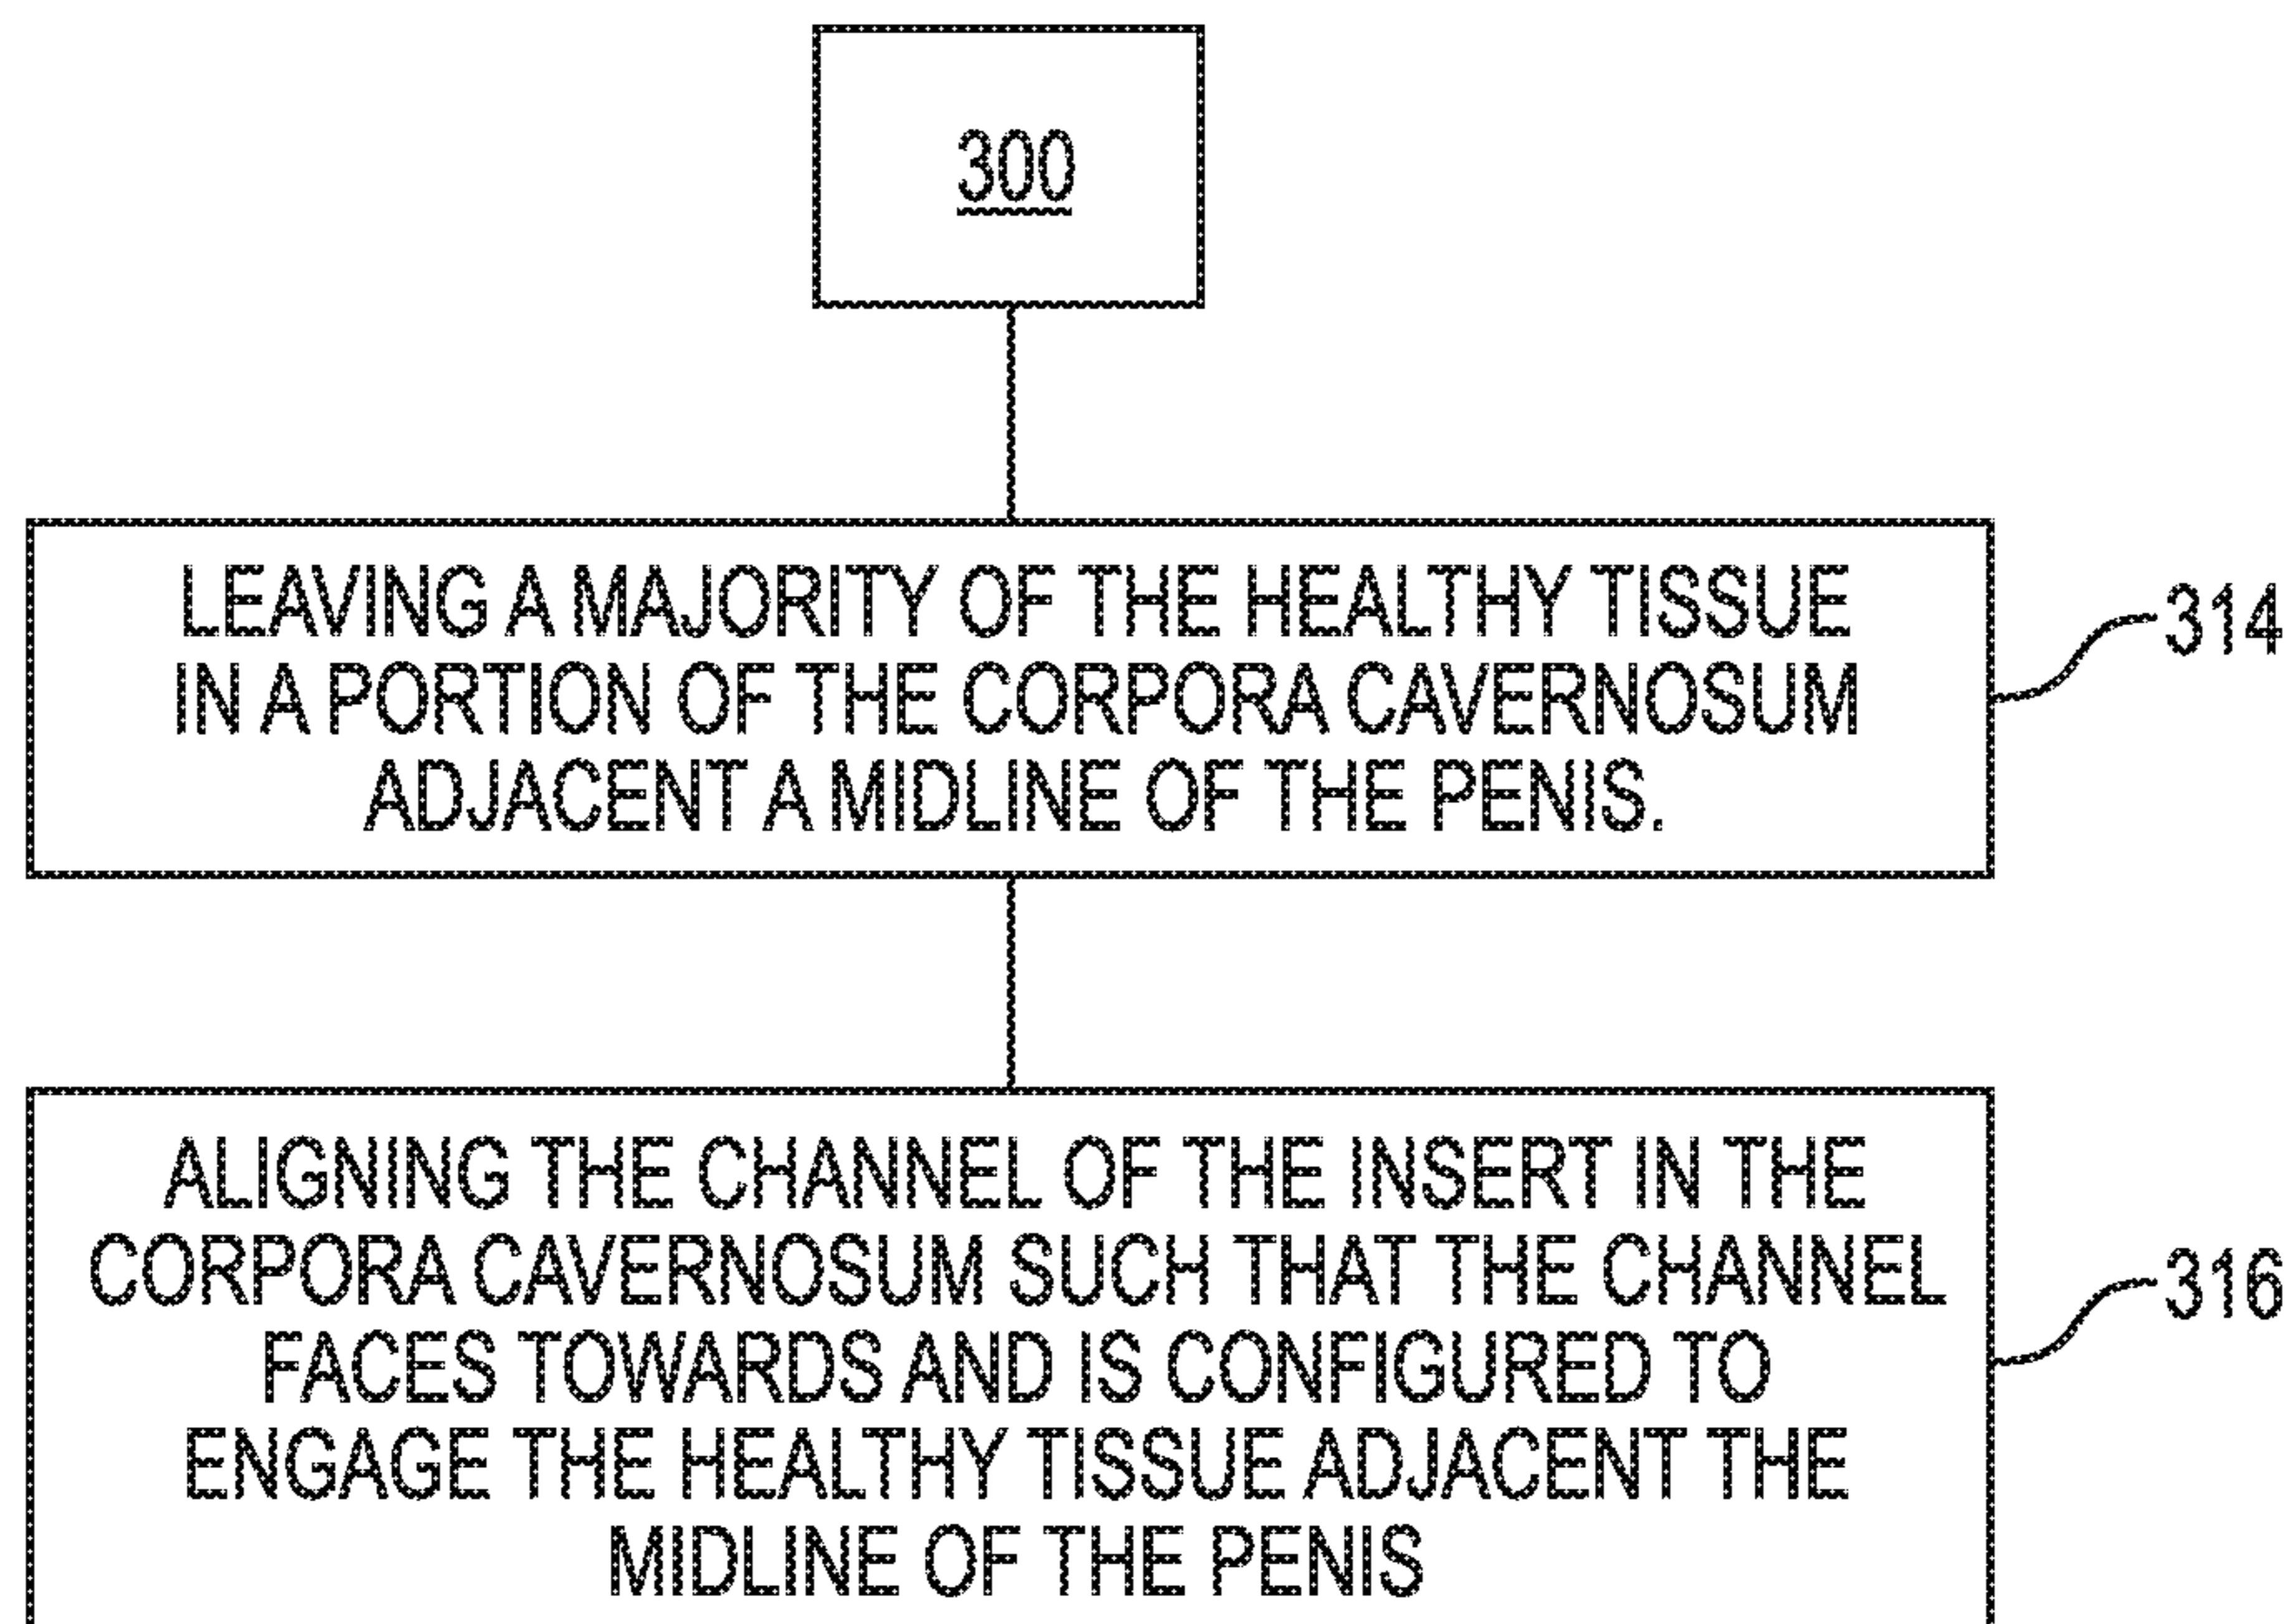 300
LEAVING A MAJORITY OF THE HEALTHY TISSUE
IN A PORTION OF THE CORPORA CAVERNOSUM
ADJACENT A MIDLINE OF THE PENIS.
314
ALIGNING THE CHANNEL OF THE INSERT IN THE
CORPORA CAVERNOSUM SUCH THAT THE CHANNEL
FACES TOWARDS AND IS CONFIGURED TO
ENGAGE THE HEALTHY TISSUE ADJACENT THE
MIDLINE OF THE PENIS
316